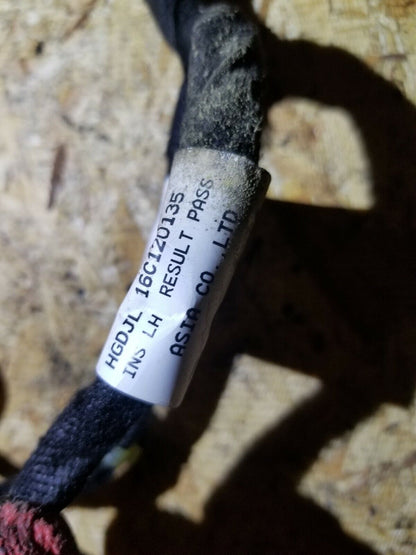 HGDJL 16C120135
INS LH RESULT PASS
ASIA CO.,LTD